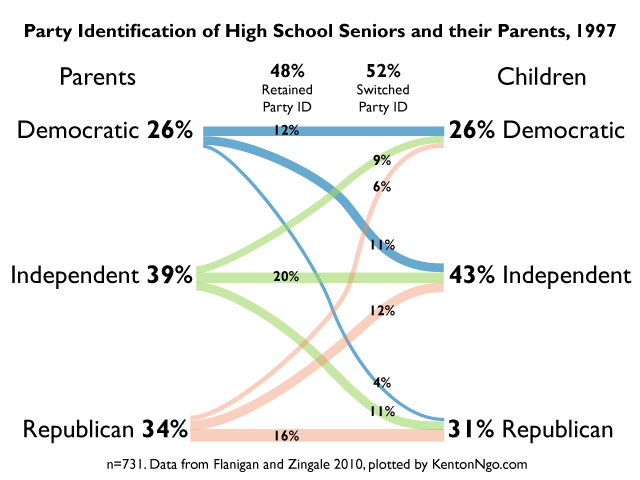 Party Identification of High School Seniors and their Parents, 1997
Parents
48%
Retained
Party ID
52%
Switched
Party ID
Children
Democratic 26%
12%
26% Democratic
9%
6%
11%
Independent 39%
20%
43% Independent
12%
4%
11%
Republican 34%
16%
31% Republican
n=731. Data from Flanigan and Zingale 2010, plotted by KentonNgo.com